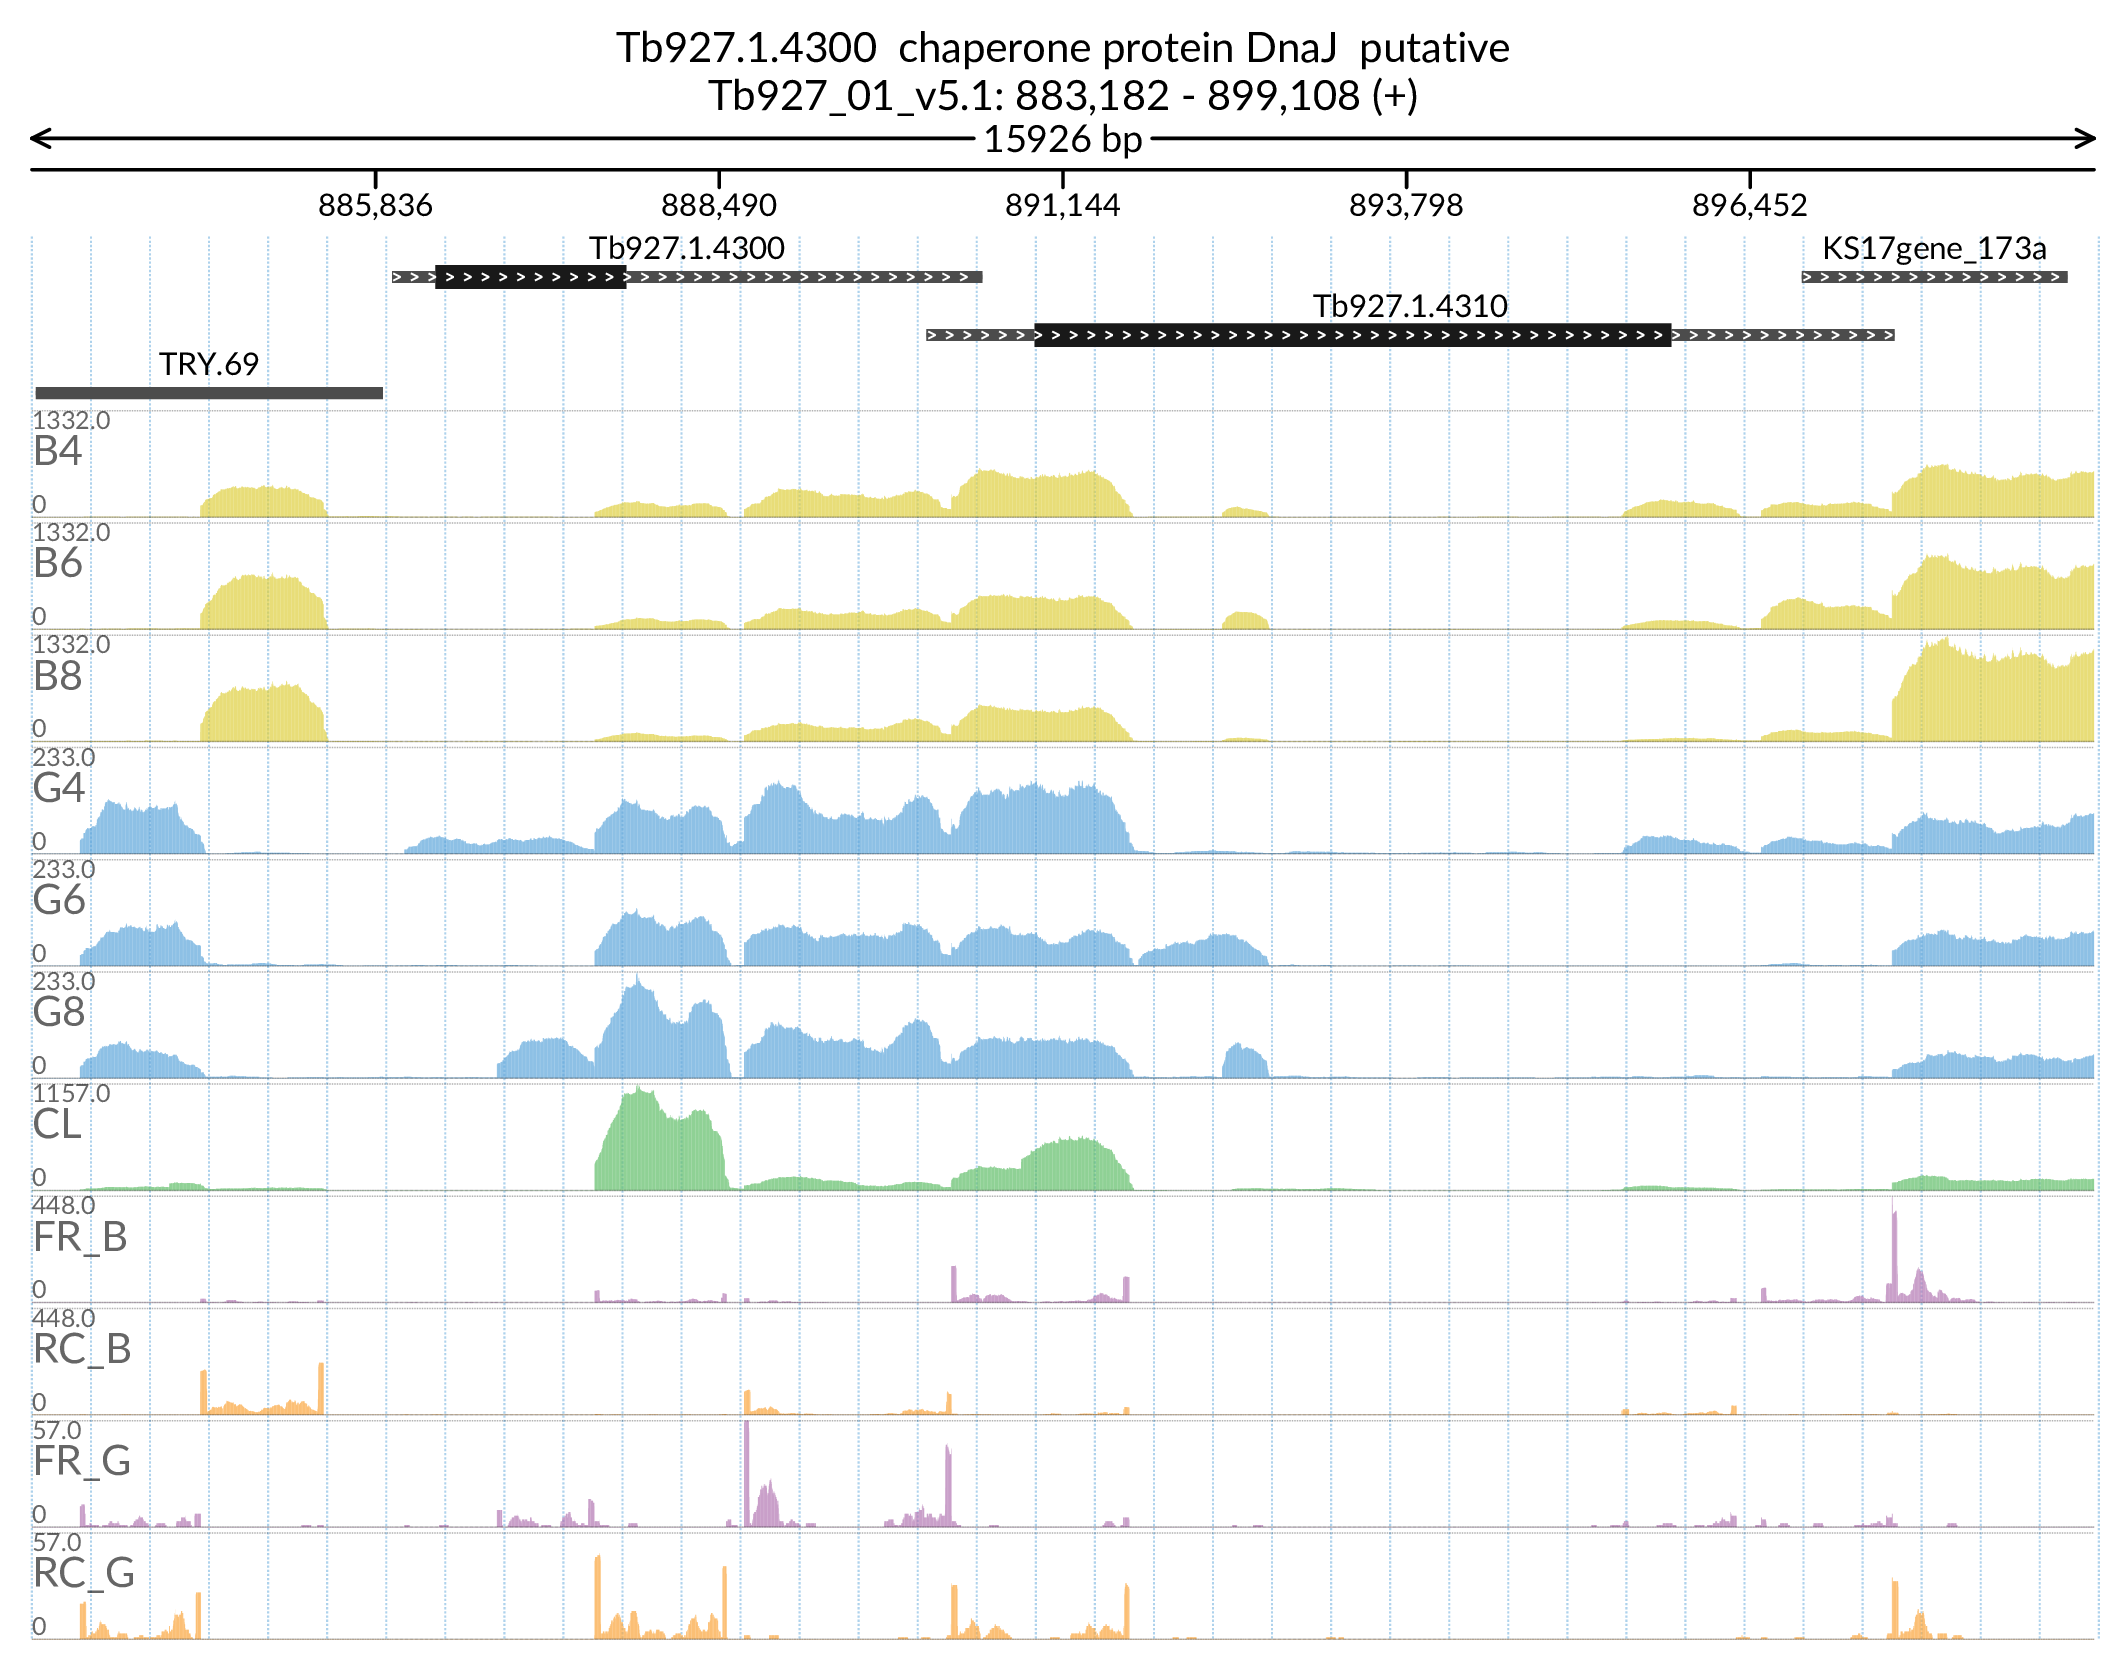 Tb927.1.4300  chaperone protein DnaJ  putative
Tb927_01_v5.1: 883,182 - 899,108 (+)
15926 bp
885,836 888,490 891,144 893,798 896,452
Tb927.1.4300 KS17gene_173a
Tb927.1.4310
TRY.69
1332.0
B4
0
1332.0
B6
0
1332.0
B8
0
233.0
G4
0
233.0
G6
0
233.0
G8
0
1157.0
CL
0
448.0
FR_B
0
448.0
RC_B
0
57.0
FR_G
0
57.0
RC_G
0